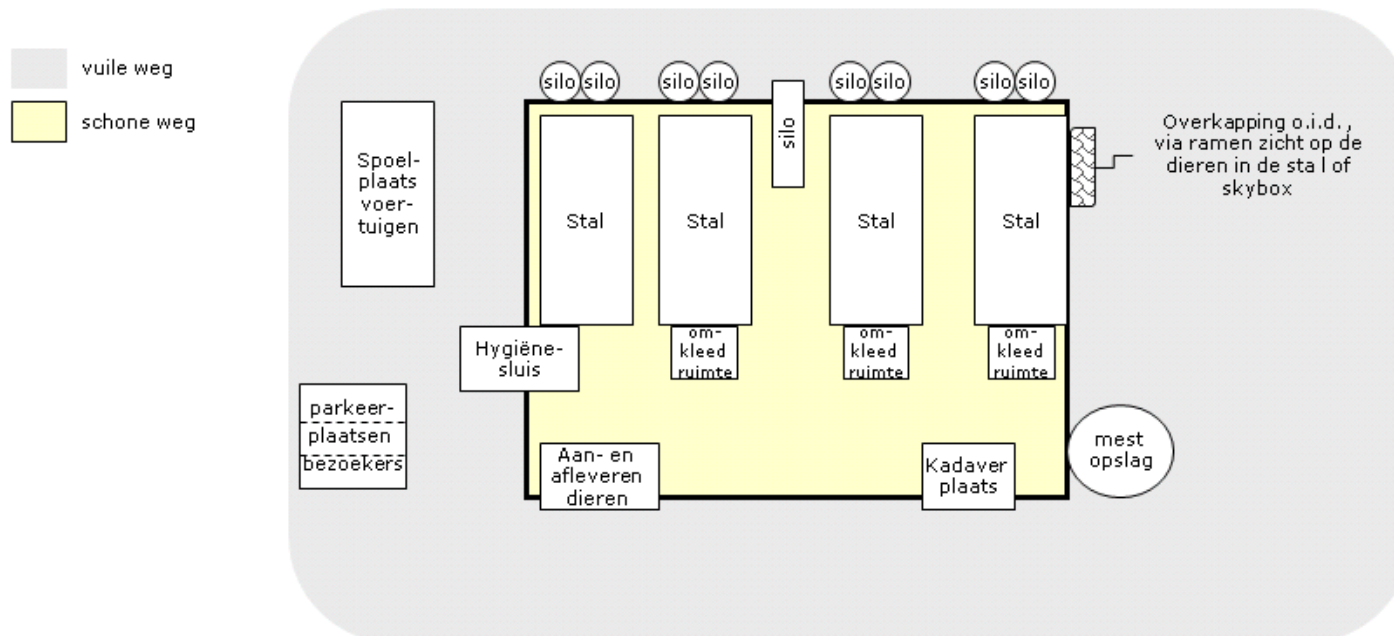 vuile weg
schone weg
silo silo silo silo silo silo silo silo
silo
Spoel-
plaats
voer-
tuigen
Stal Stal Stal Stal
Overkapping o.i.d.,
via ramen zicht op de
dieren in de stal of
skybox
Hygiëne-
sluis
om-
kleed
ruimte
om-
kleed
ruimte
om-
kleed
ruimte
parkeer-
plaatsen
bezoekers
Aan- en
afleveren
dieren
Kadaver
plaats
mest
opslag